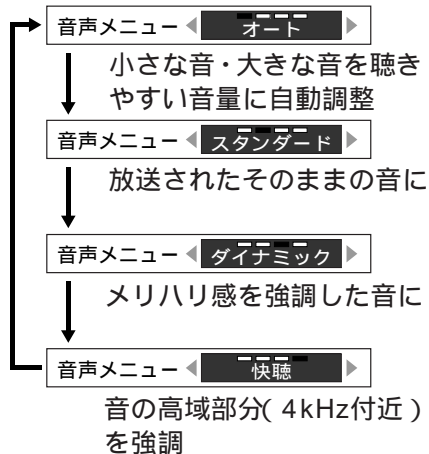 音声メニュー オート
小さな音・大きな音を聴き
やすい音量に自動調整
音声メニュー スタンダード
放送されたそのままの音に
音声メニュー ダイナミック
メリハリ感を強調した音に
音声メニュー 快聴
音の高域部分(4kHz付近)
を強調